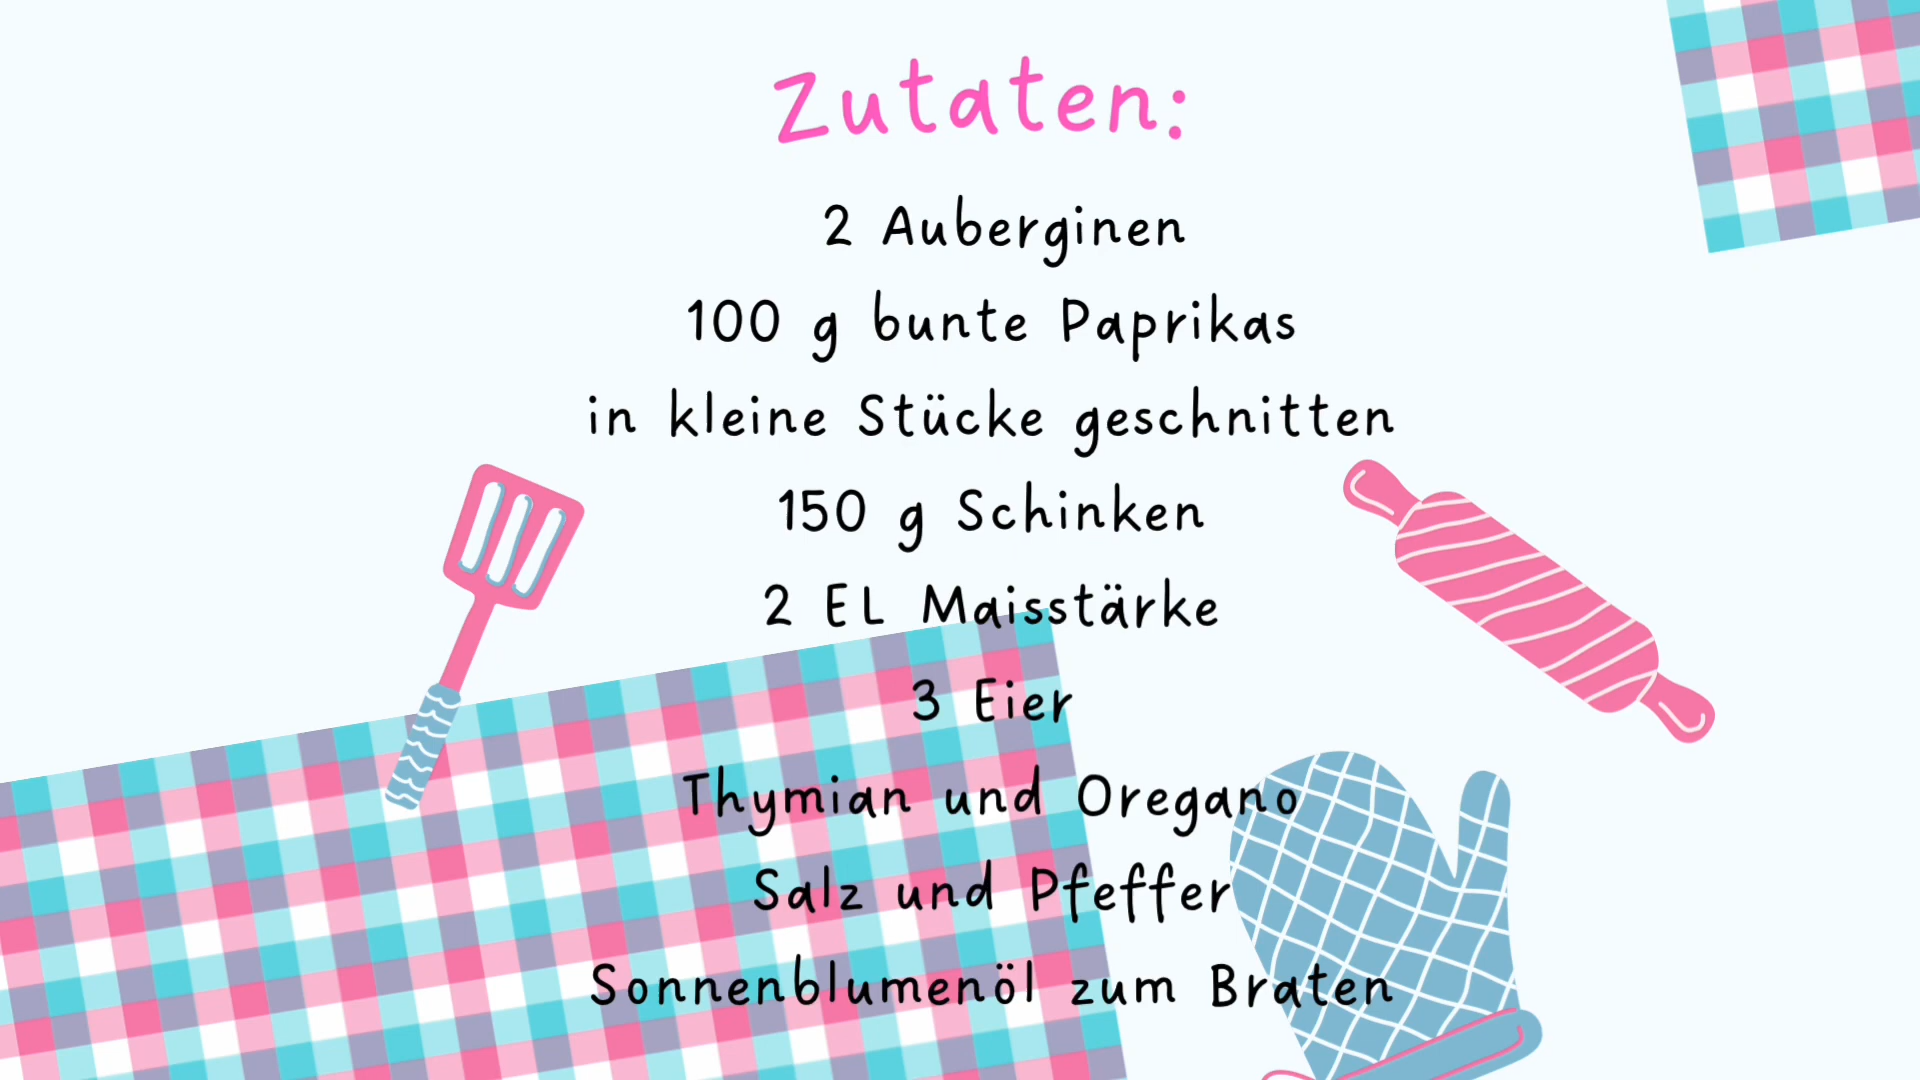 Zutaten:
2 Auberginen
100 g bunte Paprikas
in kleine Stücke geschnitten
150 g Schinken
2 EL Maisstärke
3 Eier
Thymian und Oregano
Salz und Pfeffer
Sonnenblumenöl zum Braten